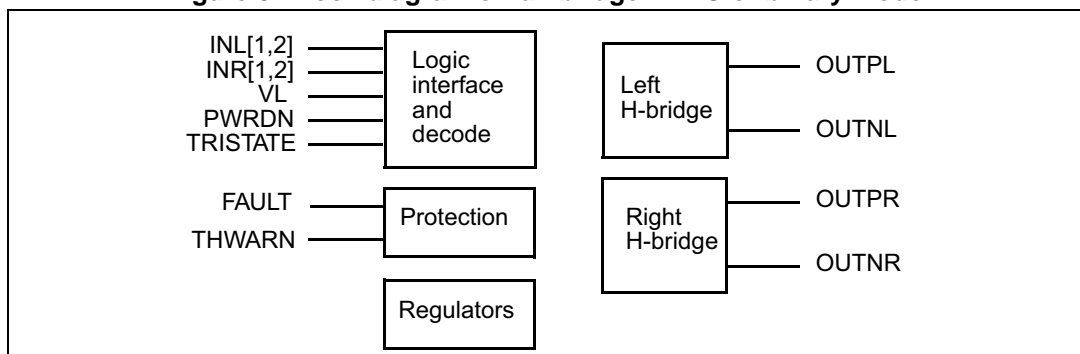 INL[1,2]
INR[1,2]
VL
PWRDN
TRISTATE
Logic
interface
and
decode
Left
H-bridge
OUTPL
OUTNL
FAULT
THWARN
Protection
Right
H-bridge
OUTPR
OUTNR
Regulators